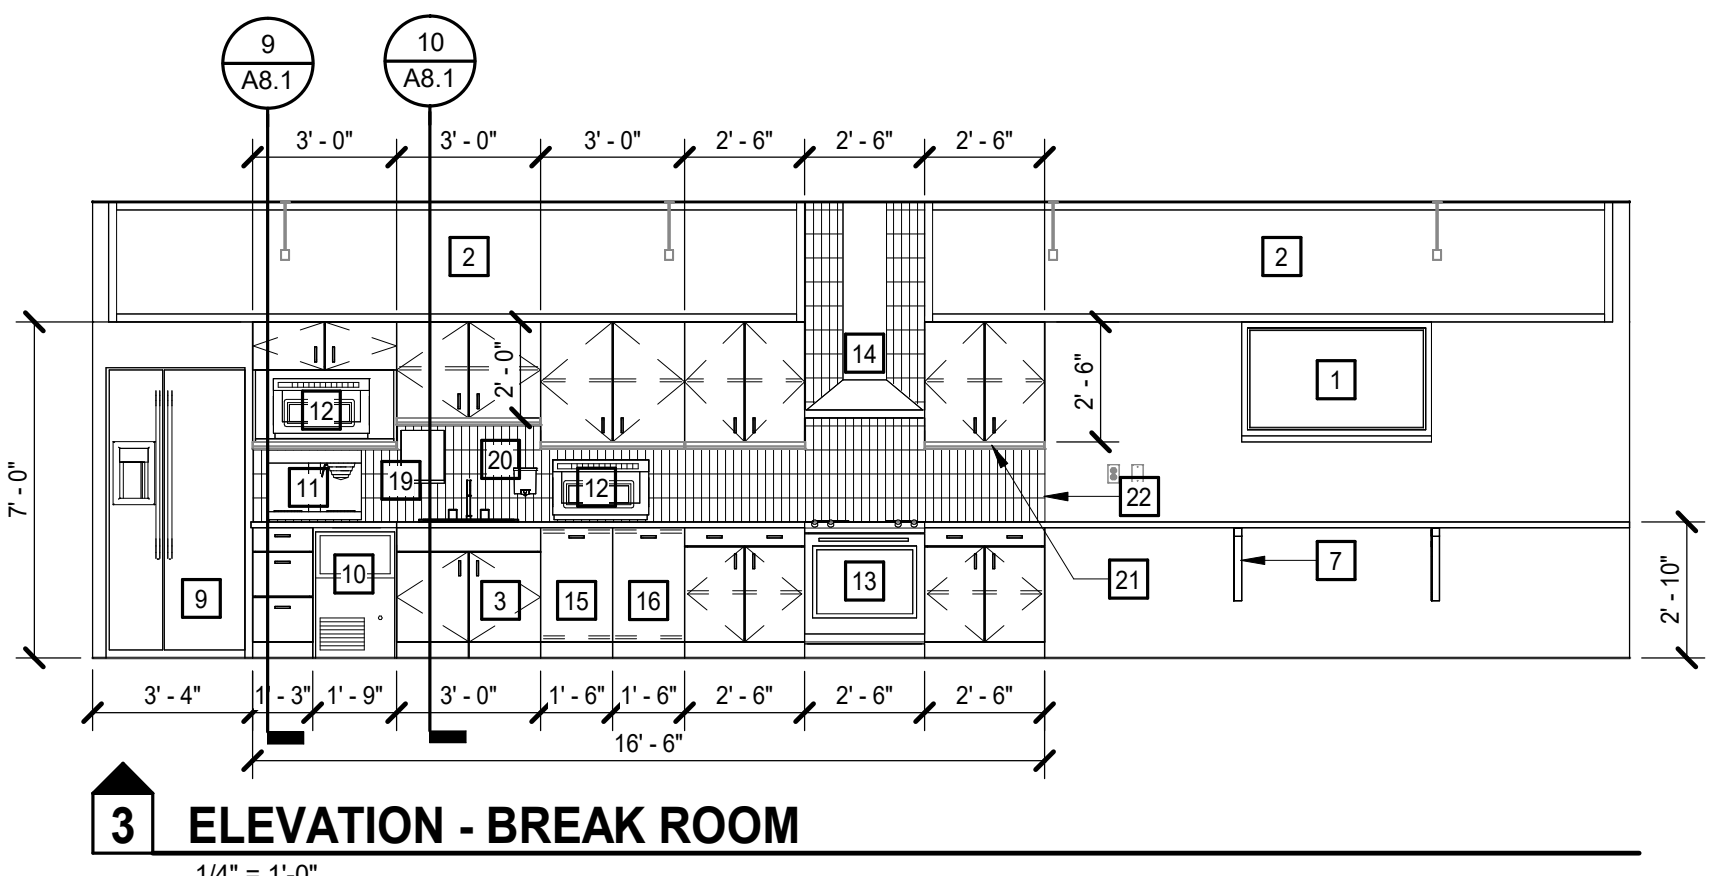 9 10
A8.1 A8.1
3' - 0" 3' - 0" 3' - 0" 2' - 6" 2' - 6" 2' - 6"
2 2
14
2' - 0" 2' - 6" 1
12
7' - 0" 11 19 20 12 22
10 13 21 7
9 3 15 16 2' - 10"
3' - 4" 1' - 3" 1' - 9" 3' - 0" 1' - 6" 1' - 6" 2' - 6" 2' - 6" 2' - 6"
16' - 6"
3 ELEVATION - BREAK ROOM
1/4" = 1'-0"